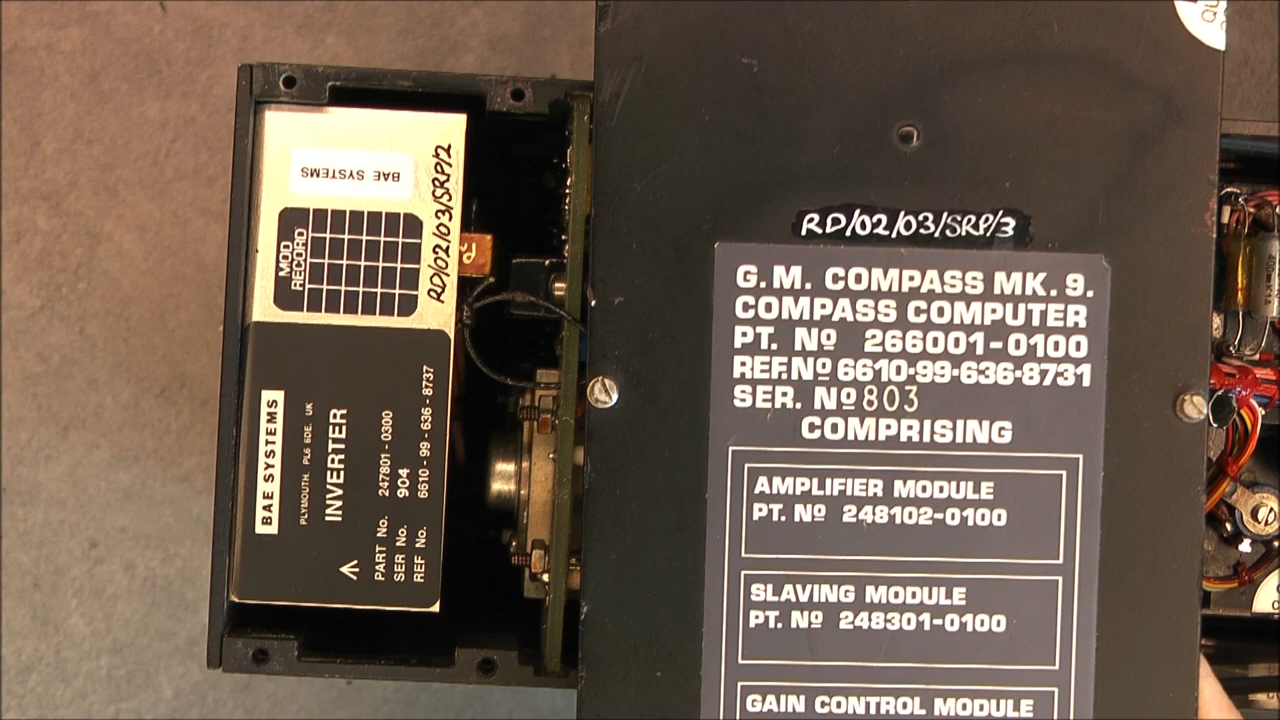 BAE SYSTEMS
MOD
RECORD
RD/02/03/SRP/2
BAE SYSTEMS
PLYMOUTH. PL6 6DE. UK
INVERTER
PART No. 247801-0300
SER No. 904
REF No. 6610-99-636-8737
RD/02/03/SRP/3
G.M. COMPASS MK. 9.
COMPASS COMPUTER
PT. Nº 266001-0100
REF.Nº 6610-99-636-8731
SER. Nº 803
COMPRISING
AMPLIFIER MODULE
PT. Nº 248102-0100
SLAVING MODULE
PT. Nº 248301-0100
GAIN CONTROL MODULE